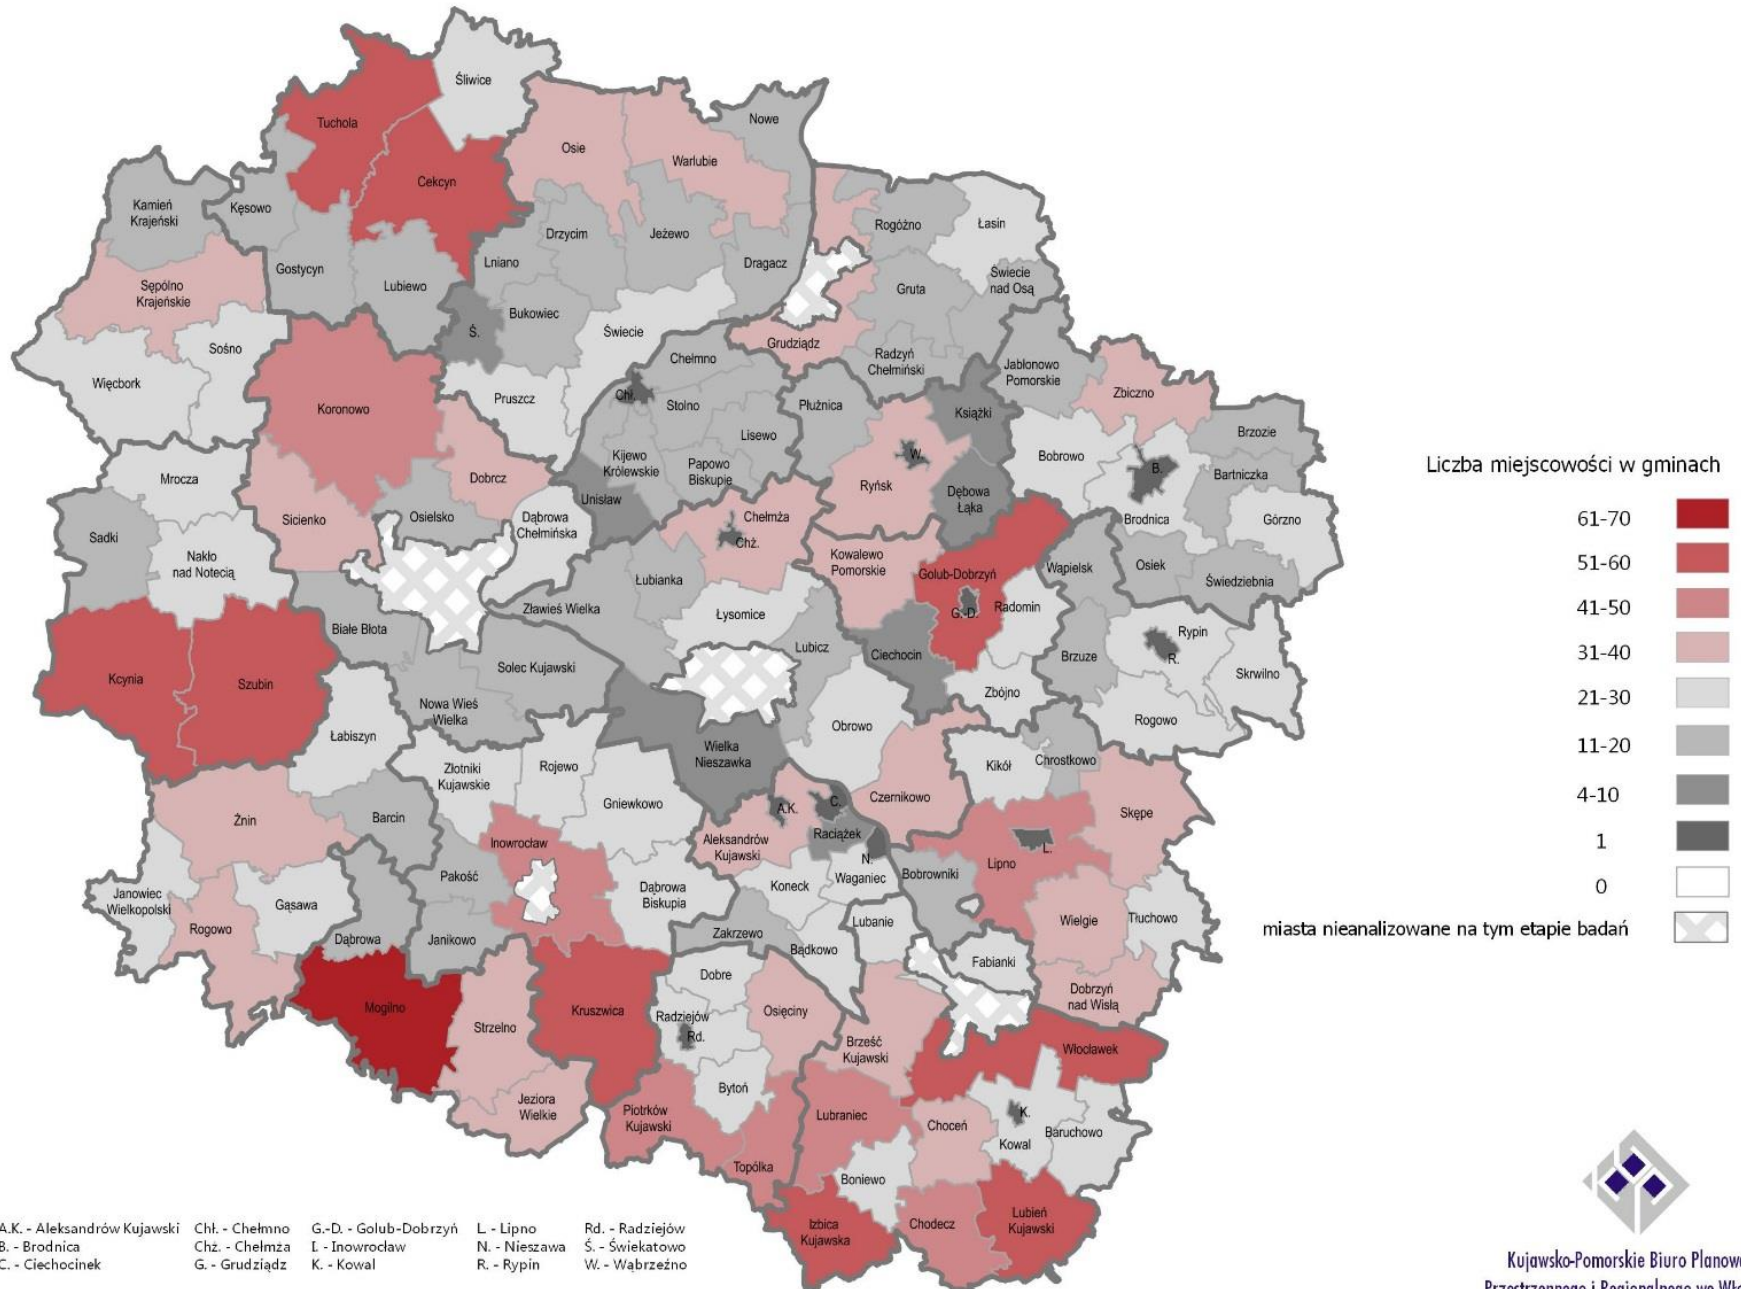 Śliwice
Tuchola
Nowe
Osie
Warlubie
Cekcyn
Kamień
Krajeński
Kęsowo
Rogóźno
Łasin
Drzycim
Jeżewo
Lniano
Dragacz
Gostycyn
Świecie
nad Osą
Sępólno
Krajeńskie
Lubiewo
Gruta
Bukowiec
Ś.
Świecie
Grudziądz
Sośno
Chełmno
Radzyń
Chełmiński
Jabłonowo
Pomorskie
Więcbork
Zbiczno
Chł.
Pruszcz
Koronowo
Stolno
Płużnica
Książki
Lisewo
Brzozie
Kijewo
Królewskie
W.
Bobrowo
Papowo
Biskupie
B.
Bartniczka
Mrocza
Dobrcz
Ryńsk
Unisław
Dębowa
Łąka
Sicienko
Osielsko
Dąbrowa
Chełmińska
Chełmża
Brodnica
Górzno
Sadki
Chż.
Nakło
nad Notecią
Kowalewo
Pomorskie
Wąpielsk
Osiek
Golub-Dobrzyń
Łubianka
Świedziebnia
Zławieś Wielka
Łysomice
G.-D.
Radomin
Białe Błota
Rypin
Lubicz
Ciechocin
Brzuze
R.
Solec Kujawski
Kcynia
Szubin
Skrwilno
Zbójno
Nowa Wieś
Wielka
Rogowo
Obrowo
Łabiszyn
Wielka
Nieszawka
Złotniki
Kujawskie
Rojewo
Kikół
Chrostkowo
Gniewkowo
C.
Czernikowo
A.K.
Skępe
Żnin
Barcin
Raciążek
Aleksandrów
Kujawski
Inowrocław
L.
N.
Lipno
Pakość
Waganiec
Bobrowniki
Koneck
Janowiec
Wielkopolski
Dąbrowa
Biskupia
Gąsawa
Lubanie
Wielgie
Tłuchowo
Rogowo
Zakrzewo
Dąbrowa
Janikowo
Bądkowo
Fabianki
Dobre
Dobrzyń
nad Wisłą
Mogilno
Kruszwica
Osięciny
Radziejów
Strzelno
Rd.
Brześć
Kujawski
Włocławek
Bytoń
Jeziora
Wielkie
Piotrków
Kujawski
Lubraniec
K.
Choceń
Baruchowo
Kowal
Topólka
Boniewo
Izbica
Kujawska
Chodecz
Lubień
Kujawski
Liczba miejscowości w gminach
61-70
51-60
41-50
31-40
21-30
11-20
4-10
1
0
miasta nieanalizowane na tym etapie badań
A.K. - Aleksandrów Kujawski Chł. - Chełmno G.-D. - Golub-Dobrzyń L. - Lipno Rd. - Radziejów
B. - Brodnica Chż. - Chełmża I. - Inowrocław N. - Nieszawa Ś. - Świekatowo
C. - Ciechocinek G. - Grudziądz K. - Kowal R. - Rypin W. - Wąbrzeźno
Kujawsko-Pomorskie Biuro Planow
Przestrzennego i Regionalnego we Wło